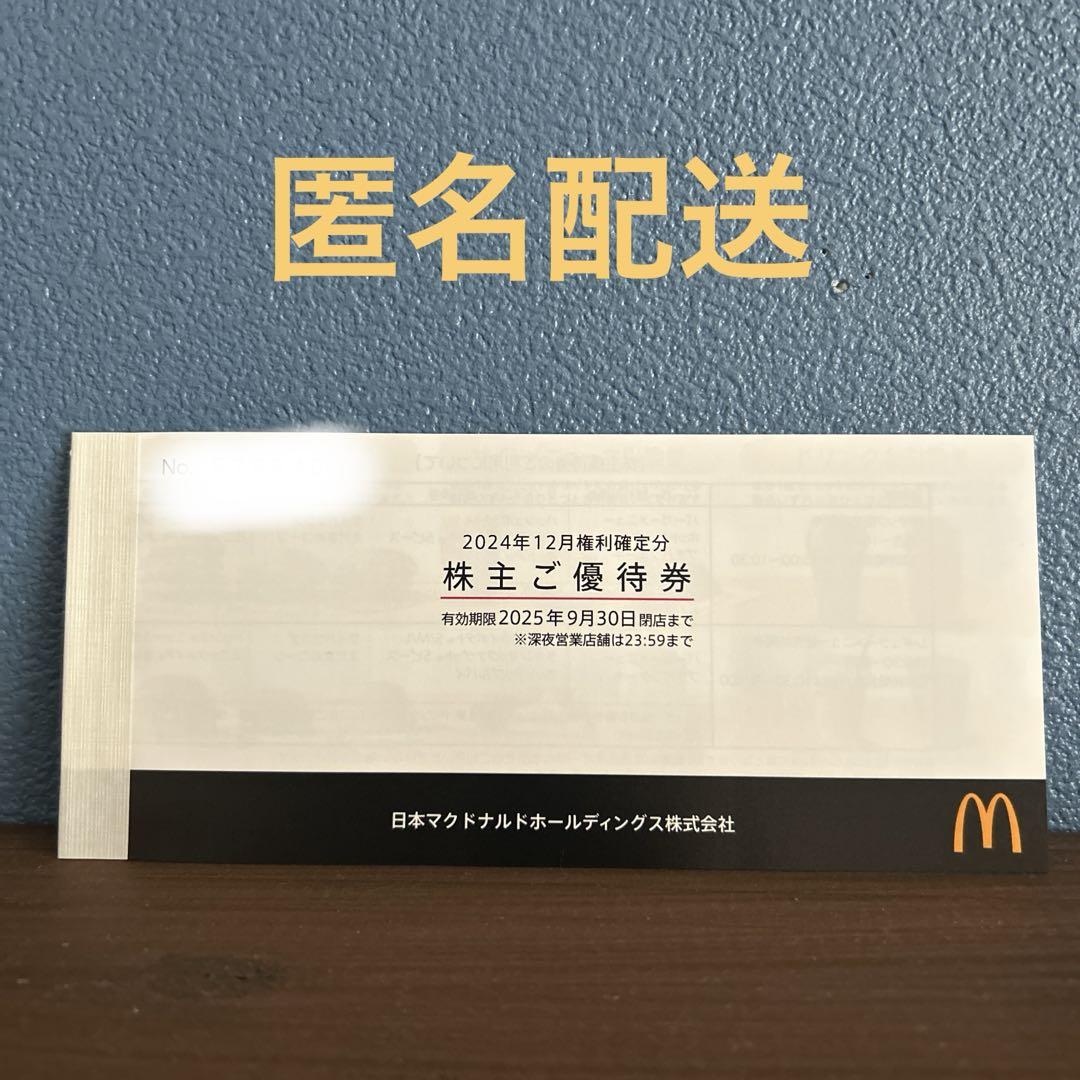 匿名配送
No.
2024年12月権利確定分
株主ご優待券
有効期限2025年9月30日閉店まで
※深夜営業店舗は23:59まで
日本マクドナルドホールディングス株式会社